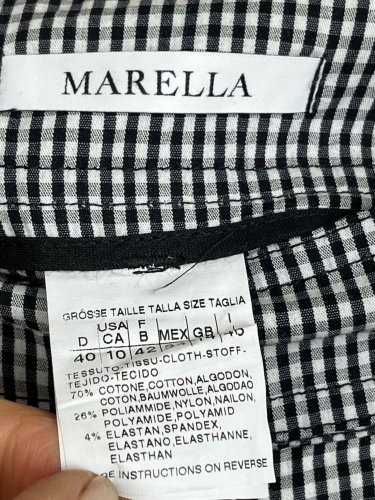 MARELLA
GRÖSSE TAILLE TALLA SIZE TAGLIA
D USA CA F B MEX GB I
40 10 42
TESSUTO-TISSU-CLOTH-STOFF-
TEJIDO-TECIDO
70% COTONE,COTTON,ALGODON,
COTON,BAUMWOLLE,ALGODAO
26% POLIAMMIDE,NYLON,NAILON,
POLYAMIDE,POLYAMID
4% ELASTAN,SPANDEX,
ELASTANO,ELASTHANNE,
ELASTHAN
INSTRUCTIONS ON REVERSE